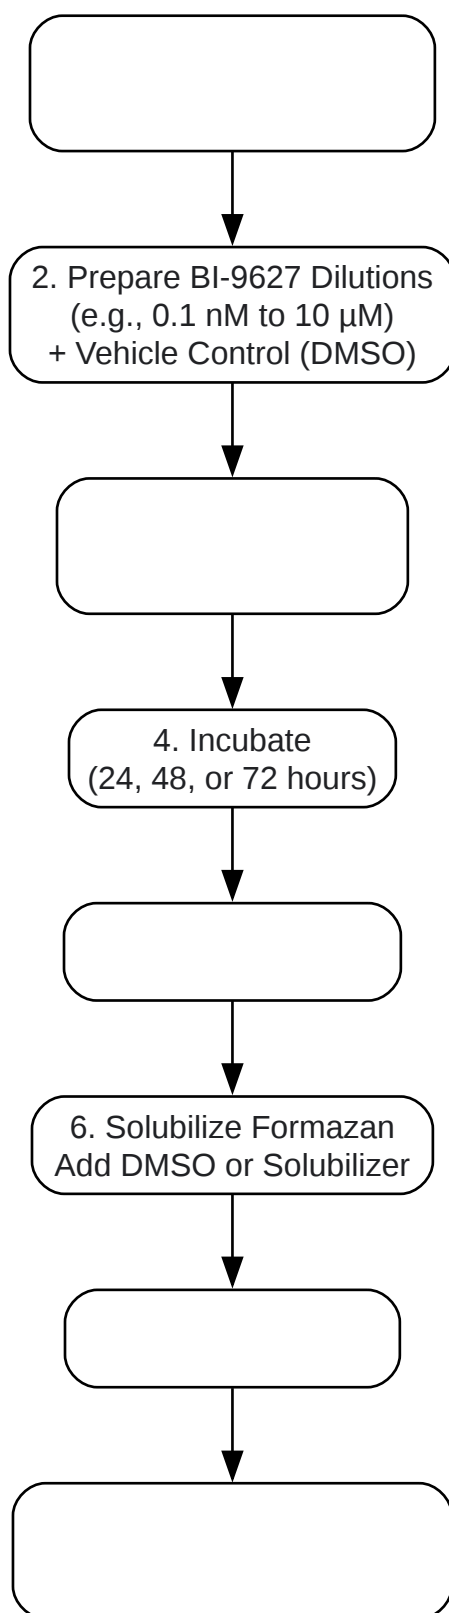 2. Prepare BI-9627 Dilutions
(e.g., 0.1 nM to 10 µM)
+ Vehicle Control (DMSO)
4. Incubate
(24, 48, or 72 hours)
6. Solubilize Formazan
Add DMSO or Solubilizer